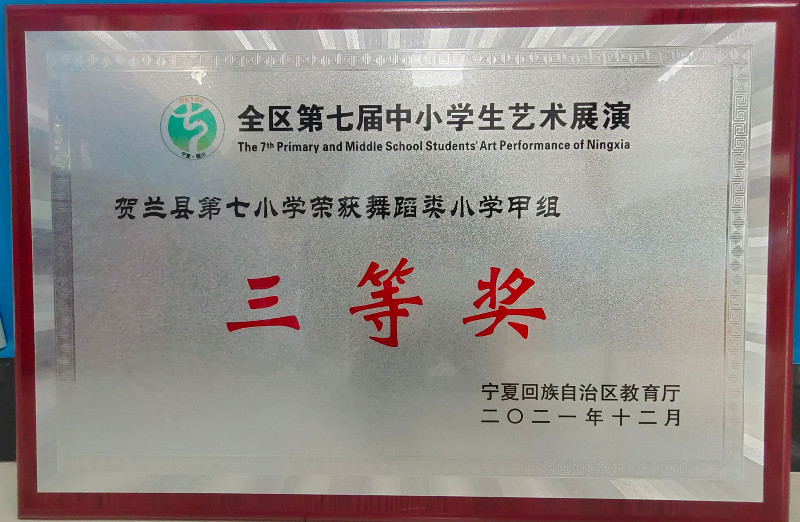 全区第七届中小学生艺术展演
The 7th Primary and Middle School Students' Art Performance of Ningxia
贺兰县第七小学荣获舞蹈类小学甲组
三等奖
宁夏回族自治区教育厅
二〇二一年十二月